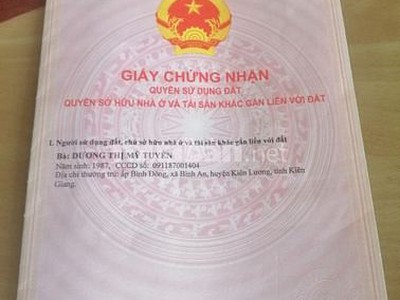 GIẤY CHỨNG NHẬN
QUYỀN SỬ DỤNG ĐẤT
QUYỀN SỞ HỮU NHÀ Ở VÀ TÀI SẢN KHÁC GẮN LIỀN VỚI ĐẤT
I. Người sử dụng đất, chủ sở hữu nhà ở và tài sản khác gắn liền với đất
Bà: DƯƠNG THỊ MỸ TUYÊN
Năm sinh: 1987, CCCD số: 091187001404
Địa chỉ thường trú: ấp Bình Đông, xã Bình An, huyện Kiên Lương, tỉnh Kiên
Giang.